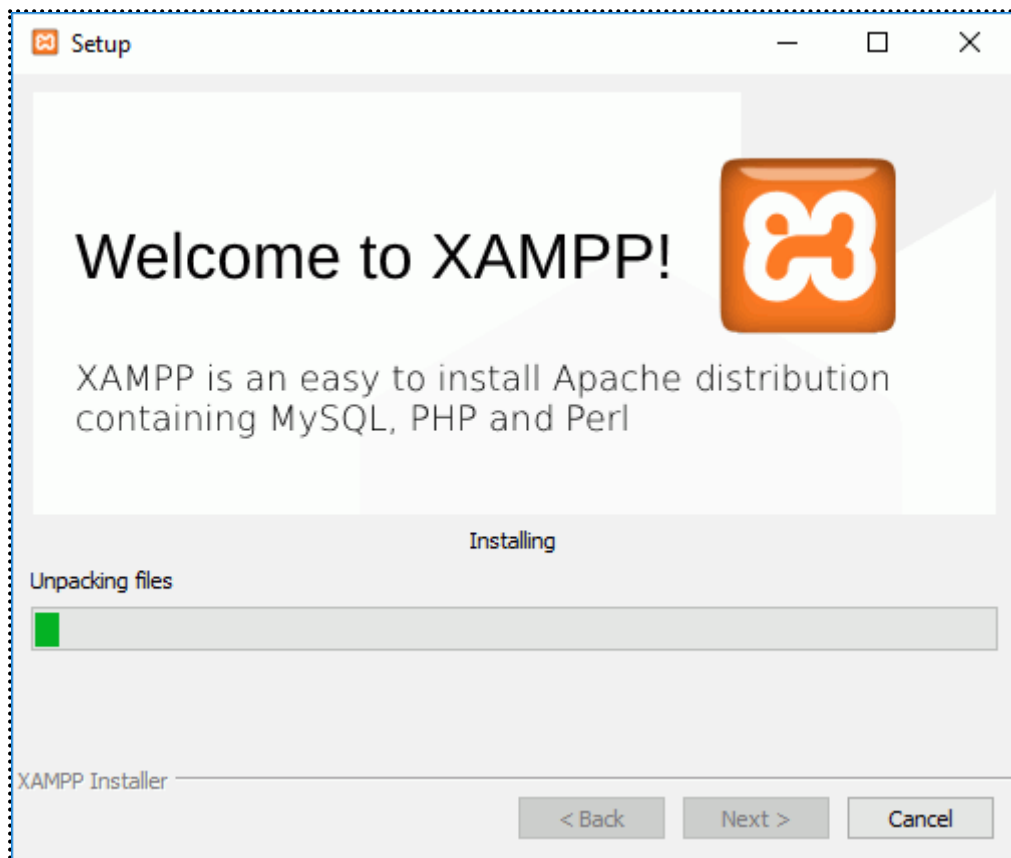 Setup
Welcome to XAMPP!
XAMPP is an easy to install Apache distribution
containing MySQL, PHP and Perl
Installing
Unpacking files
XAMPP Installer
< Back Next > Cancel